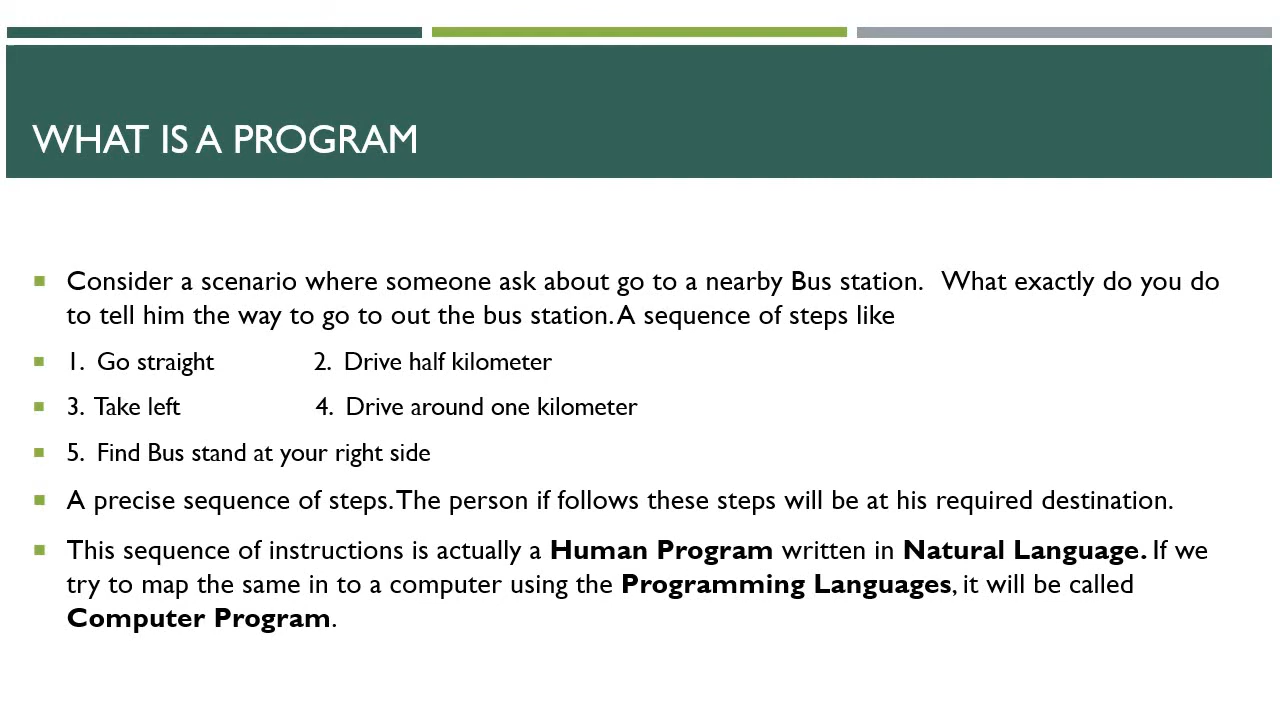 WHAT IS A PROGRAM
Consider a scenario where someone ask about go to a nearby Bus station. What exactly do you do
to tell him the way to go to out the bus station. A sequence of steps like
1. Go straight 2. Drive half kilometer
3. Take left 4. Drive around one kilometer
5. Find Bus stand at your right side
A precise sequence of steps. The person if follows these steps will be at his required destination.
This sequence of instructions is actually a Human Program written in Natural Language. If we
try to map the same in to a computer using the Programming Languages, it will be called
Computer Program.